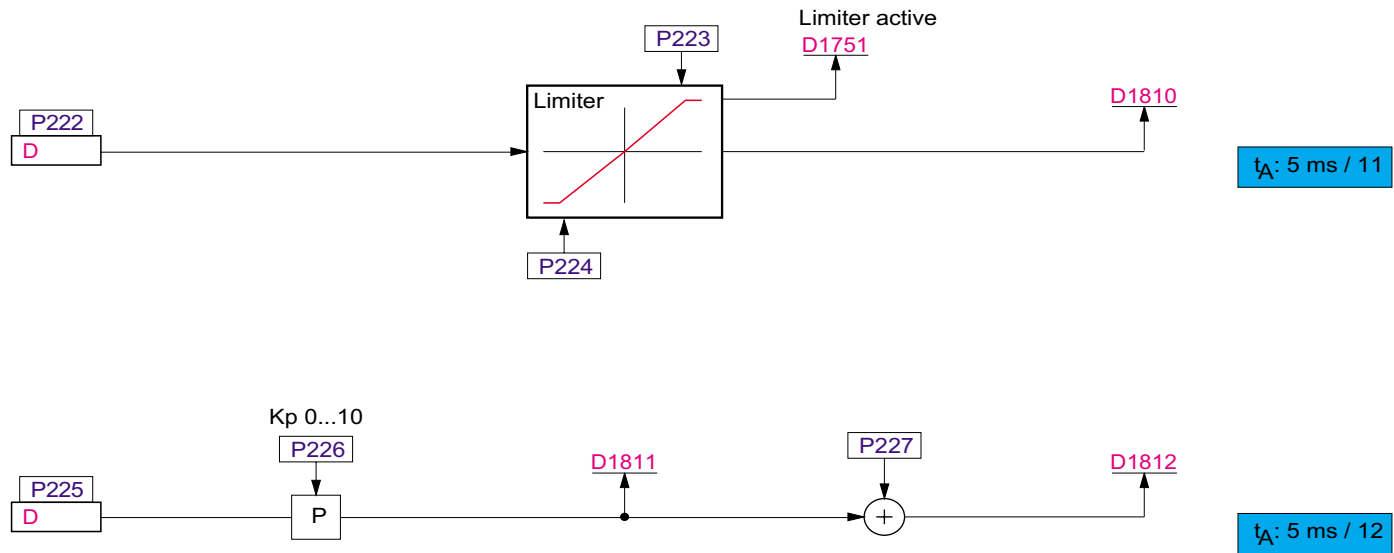 Limiter active
P223
D1751
Limiter
D1810
P222
D
tA: 5 ms / 11
P224
Kp 0...10
P226
P227
D1811
D1812
P225
D
P
+
tA: 5 ms / 12